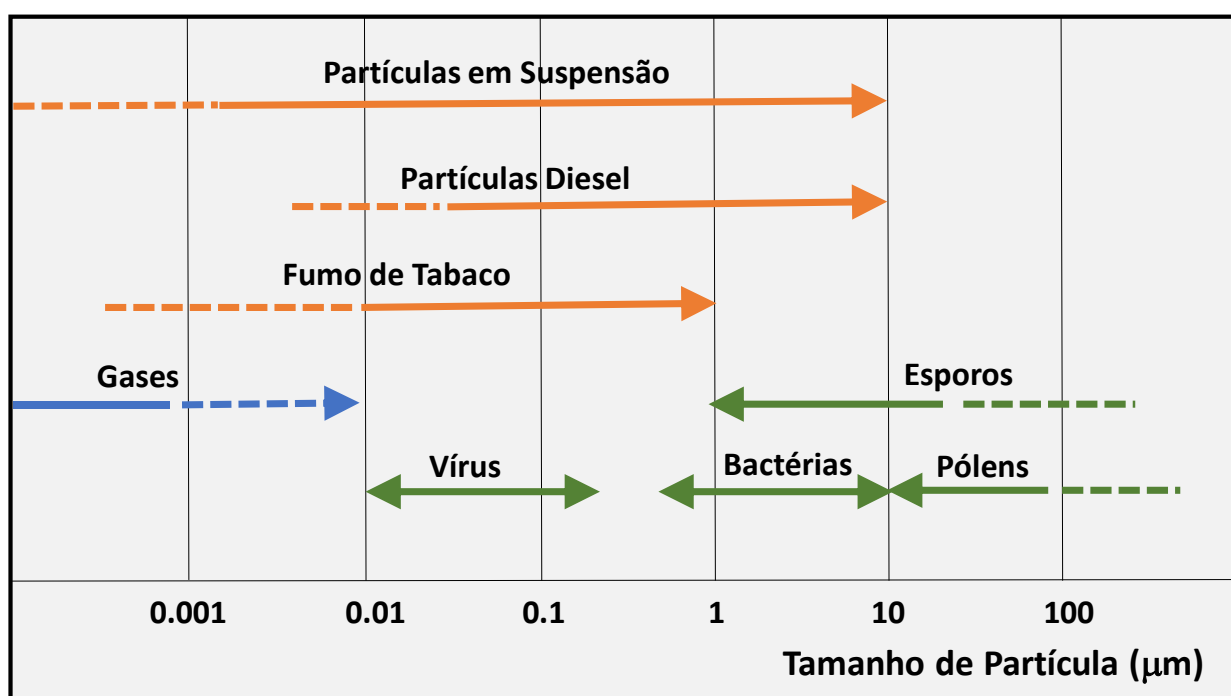 Partículas em Suspensão
Partículas Diesel
Fumo de Tabaco
Gases
Esporos
Vírus
Bactérias
Pólens
0.001 0.01 0.1 1 10 100
Tamanho de Partícula (μm)